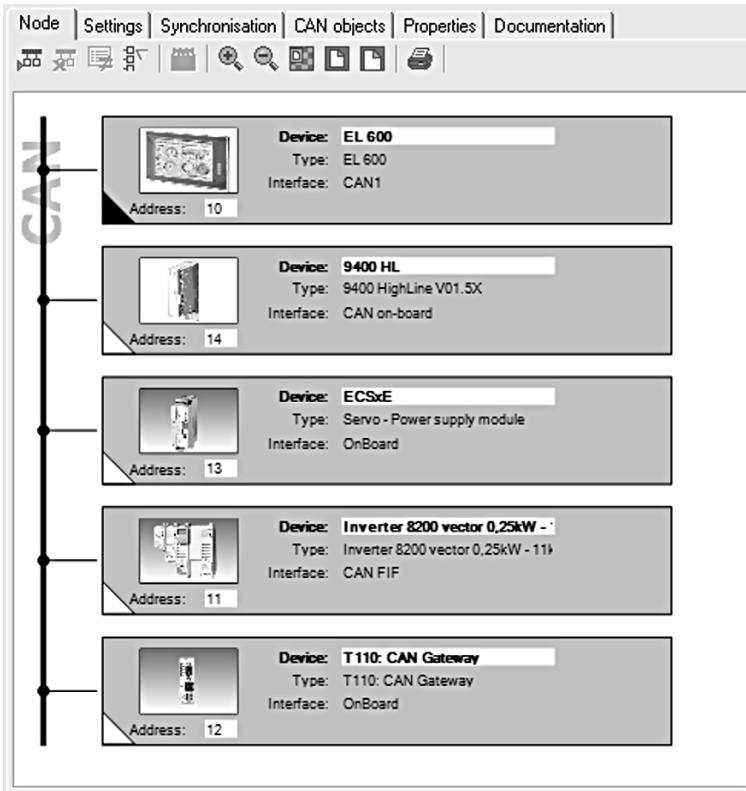 Node Settings Synchronisation CAN objects Properties Documentation
CAN
Device: EL 600
Type: EL 600
Interface: CAN1
Address: 10
Device: 9400 HL
Type: 9400 HighLine V01.5X
Interface: CAN on-board
Address: 14
Device: ECSxE
Type: Servo - Power supply module
Interface: OnBoard
Address: 13
Device: Inverter 8200 vector 0,25kW -
Type: Inverter 8200 vector 0,25kW - 11k
Interface: CAN FIF
Address: 11
Device: T110: CAN Gateway
Type: T110: CAN Gateway
Interface: OnBoard
Address: 12